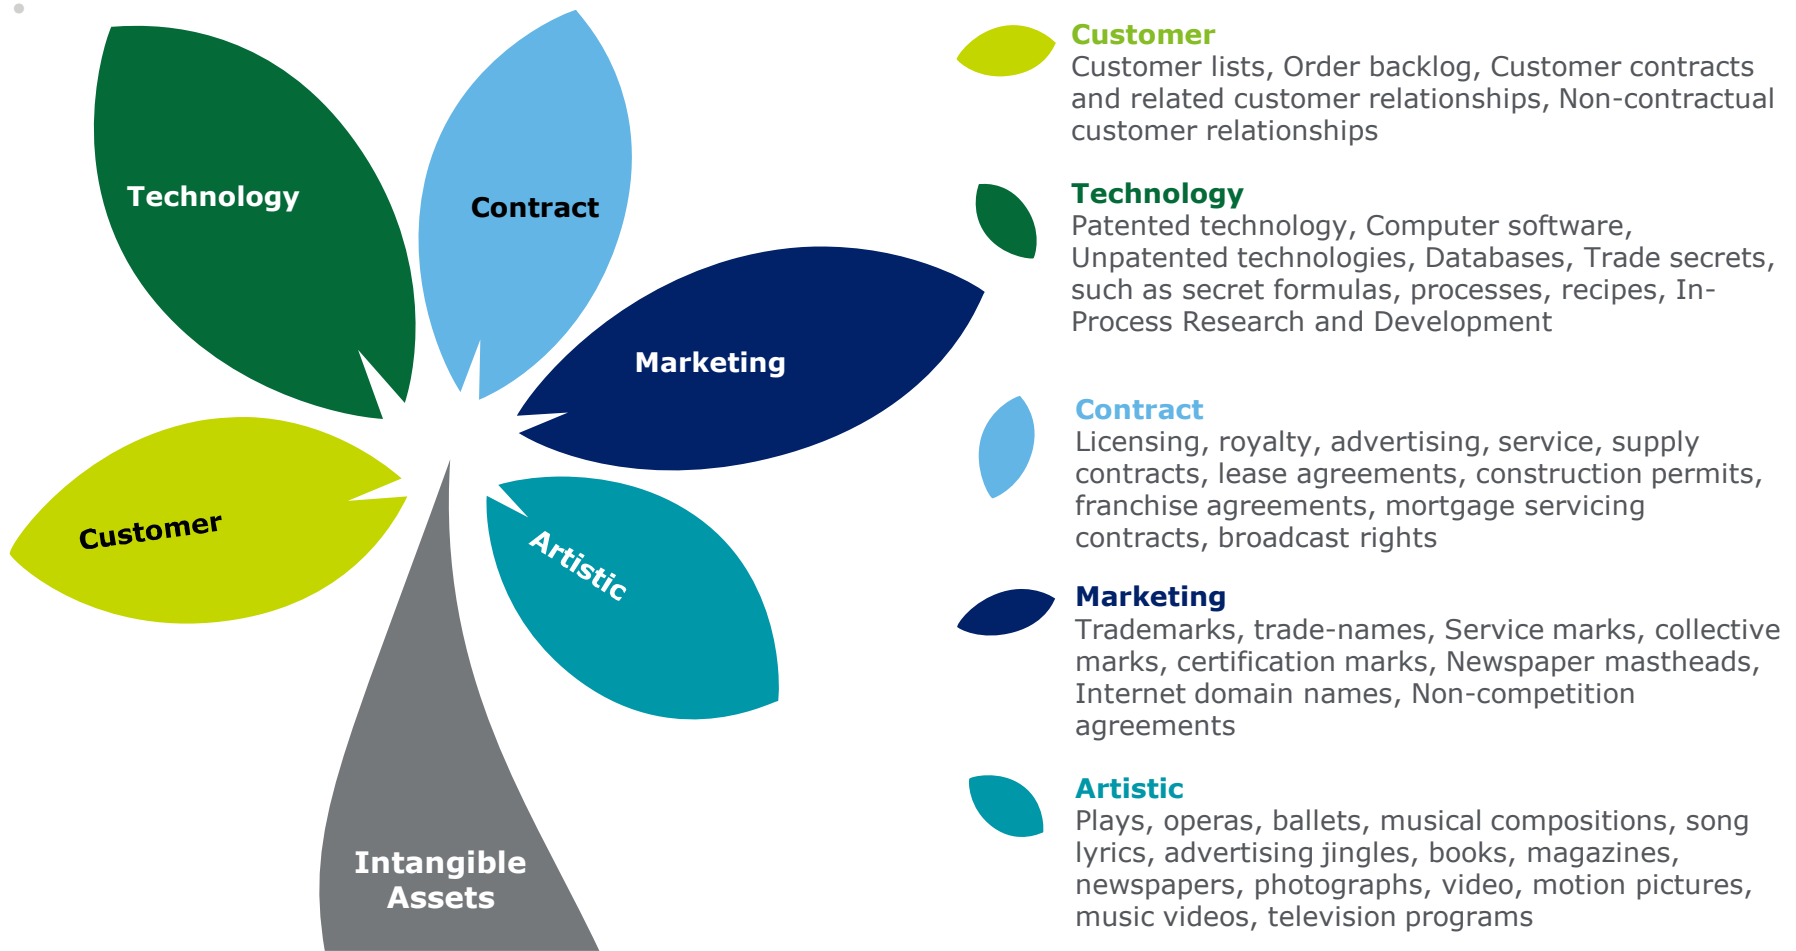 Technology
Contract
Marketing
Customer
Artistic
Intangible
Assets
Customer
Customer lists, Order backlog, Customer contracts
and related customer relationships, Non-contractual
customer relationships
Technology
Patented technology, Computer software,
Unpatented technologies, Databases, Trade secrets,
such as secret formulas, processes, recipes, In-
Process Research and Development
Contract
Licensing, royalty, advertising, service, supply
contracts, lease agreements, construction permits,
franchise agreements, mortgage servicing
contracts, broadcast rights
Marketing
Trademarks, trade-names, Service marks, collective
marks, certification marks, Newspaper mastheads,
Internet domain names, Non-competition
agreements
Artistic
Plays, operas, ballets, musical compositions, song
lyrics, advertising jingles, books, magazines,
newspapers, photographs, video, motion pictures,
music videos, television programs